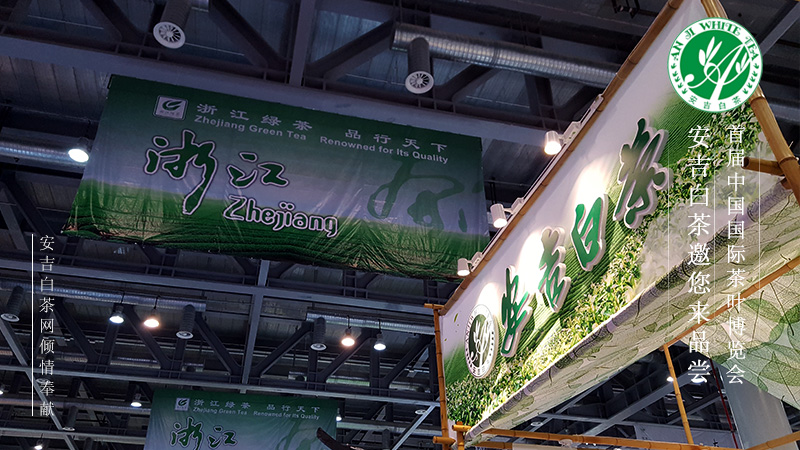 浙江绿茶 品行天下
Zhejiang Green Tea Renowned for Its Quality
浙江
Zhejiang
安吉白茶
AN JI WHITE TEA
安吉白茶
首届中国国际茶叶博览会
安吉白茶邀您来品尝
安吉白茶网倾情奉献
浙江绿茶 品行天下
Zhejiang Green Tea Renowned for Its Quality
浙江